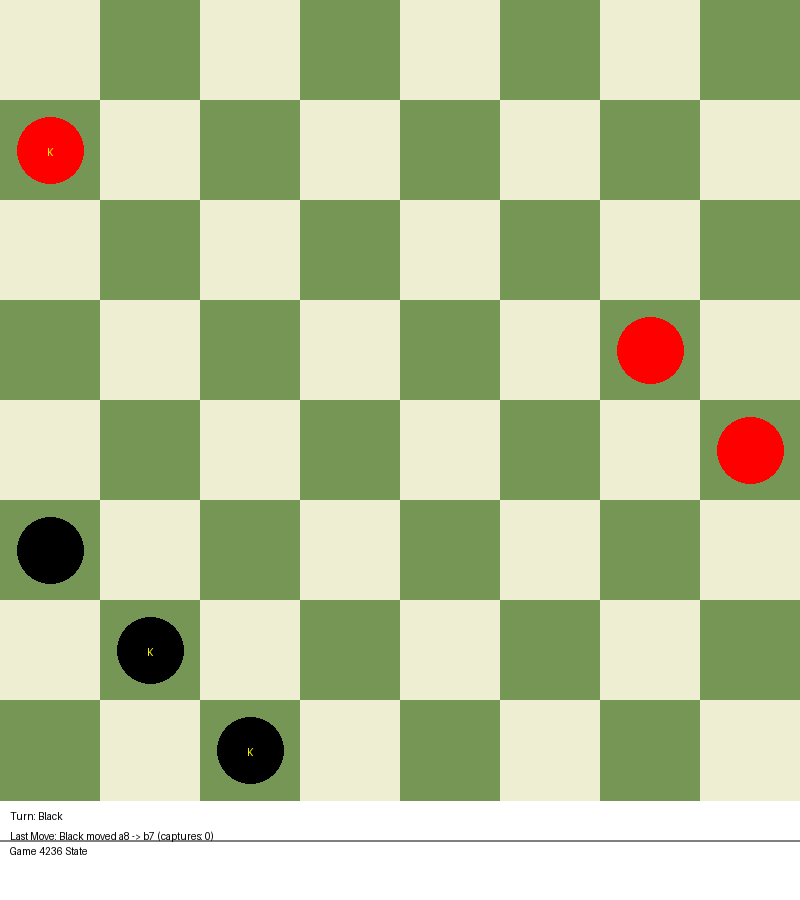 K
K
K
Turn: Black
Last Move: Black moved a8 -> b7 (captures: 0)
Game 4236 State